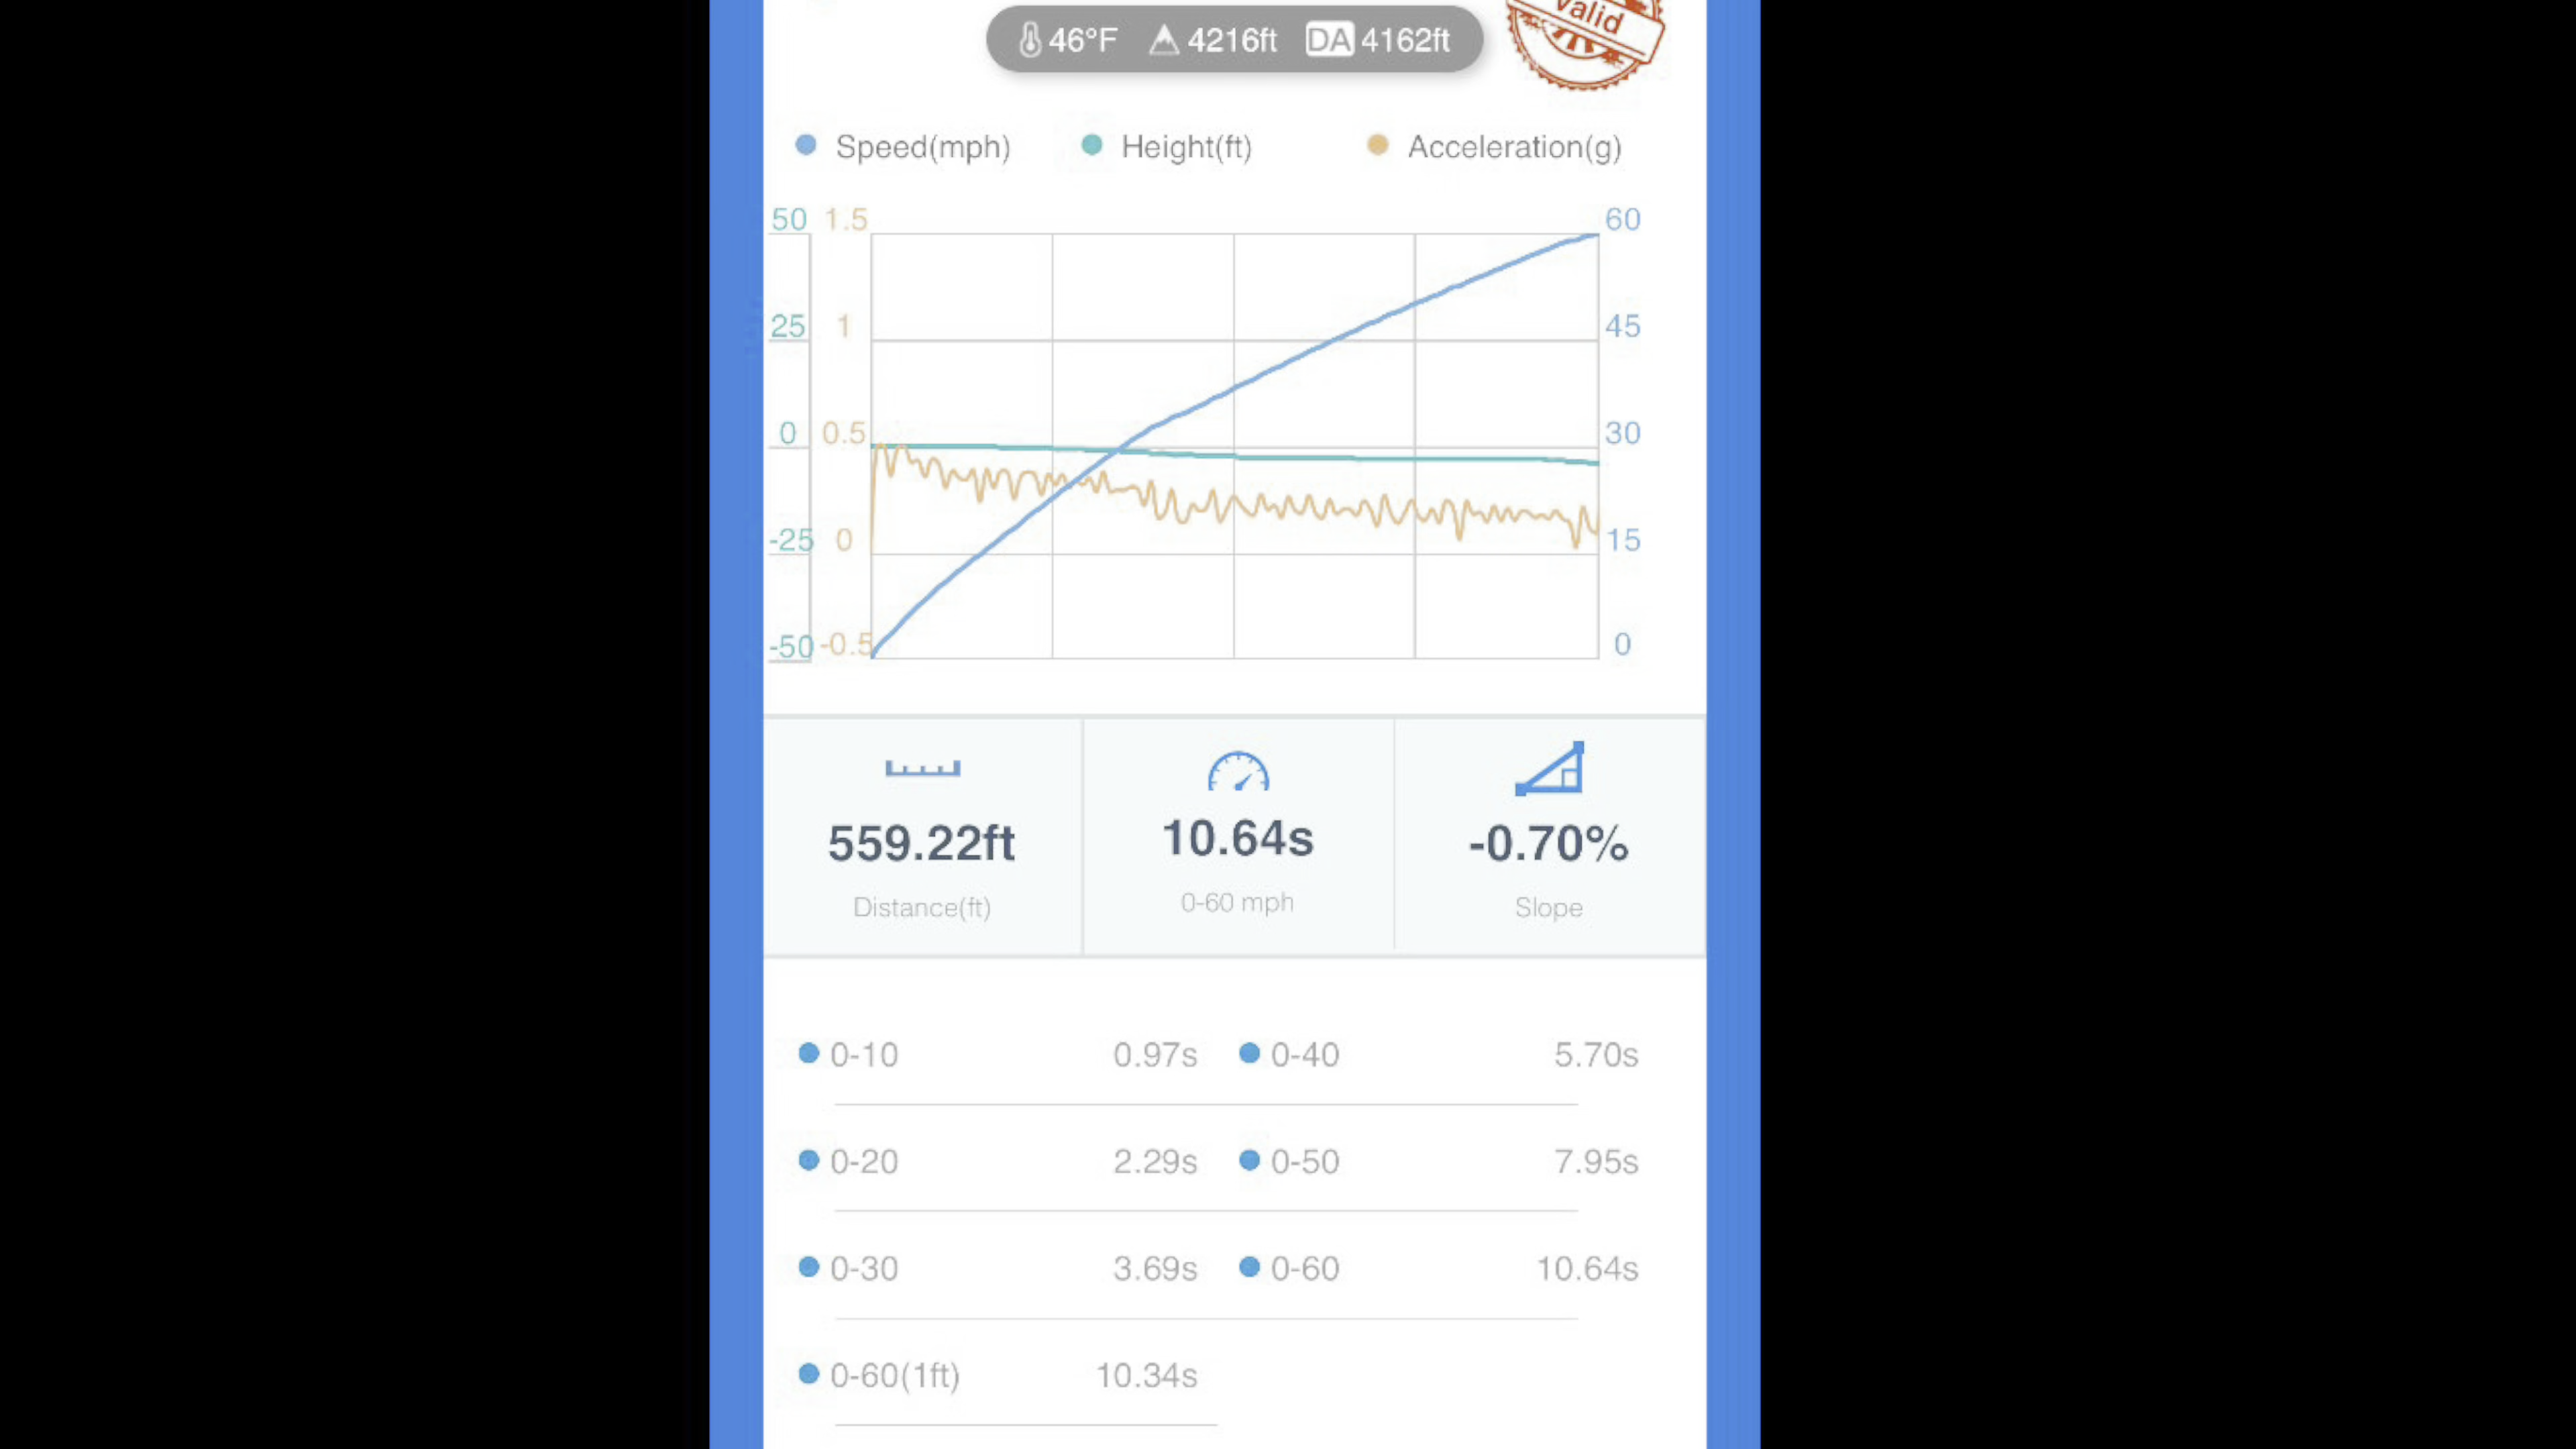 valid
46°F 4216ft DA 4162ft
Speed(mph) Height(ft) Acceleration(g)
50 1.5 60
25 1 45
0 0.5 30
-25 0 15
-50 -0.5 0
559.22ft 10.64s -0.70%
Distance(ft) 0-60 mph Slope
0-10 0.97s 0-40 5.70s
0-20 2.29s 0-50 7.95s
0-30 3.69s 0-60 10.64s
0-60(1ft) 10.34s